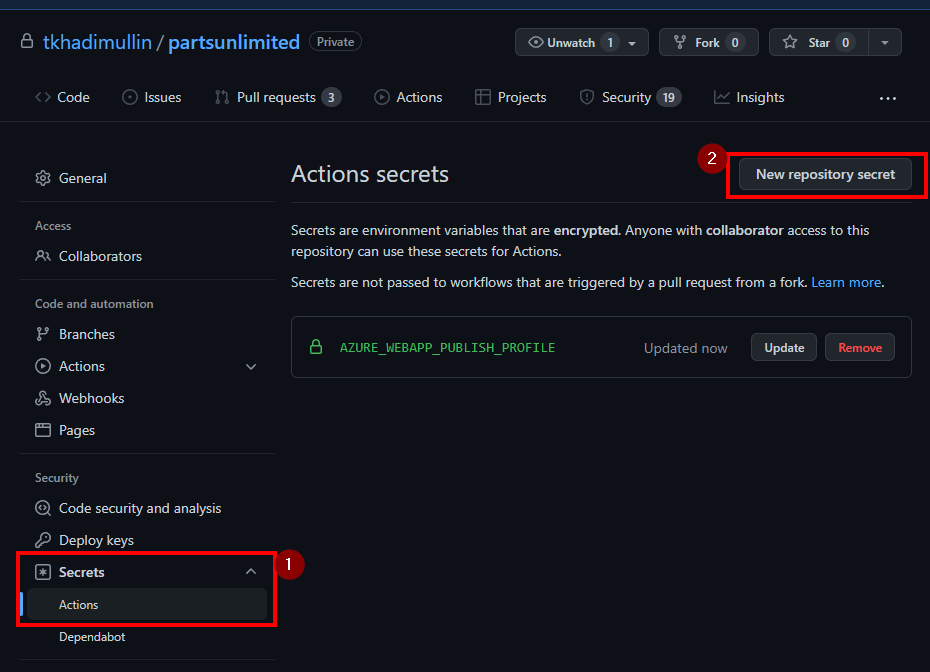 tkhadimullin / partsunlimited Private
Unwatch 1 Fork 0 Star 0
Code Issues Pull requests 3 Actions Projects Security 19 Insights ...
General
Access
Collaborators
Code and automation
Branches
Actions
Webhooks
Pages
Security
Code security and analysis
Deploy keys
Secrets
1
Actions
Dependabot
Actions secrets
2
New repository secret
Secrets are environment variables that are encrypted. Anyone with collaborator access to this
repository can use these secrets for Actions.
Secrets are not passed to workflows that are triggered by a pull request from a fork. Learn more.
AZURE_WEBAPP_PUBLISH_PROFILE Updated now Update Remove